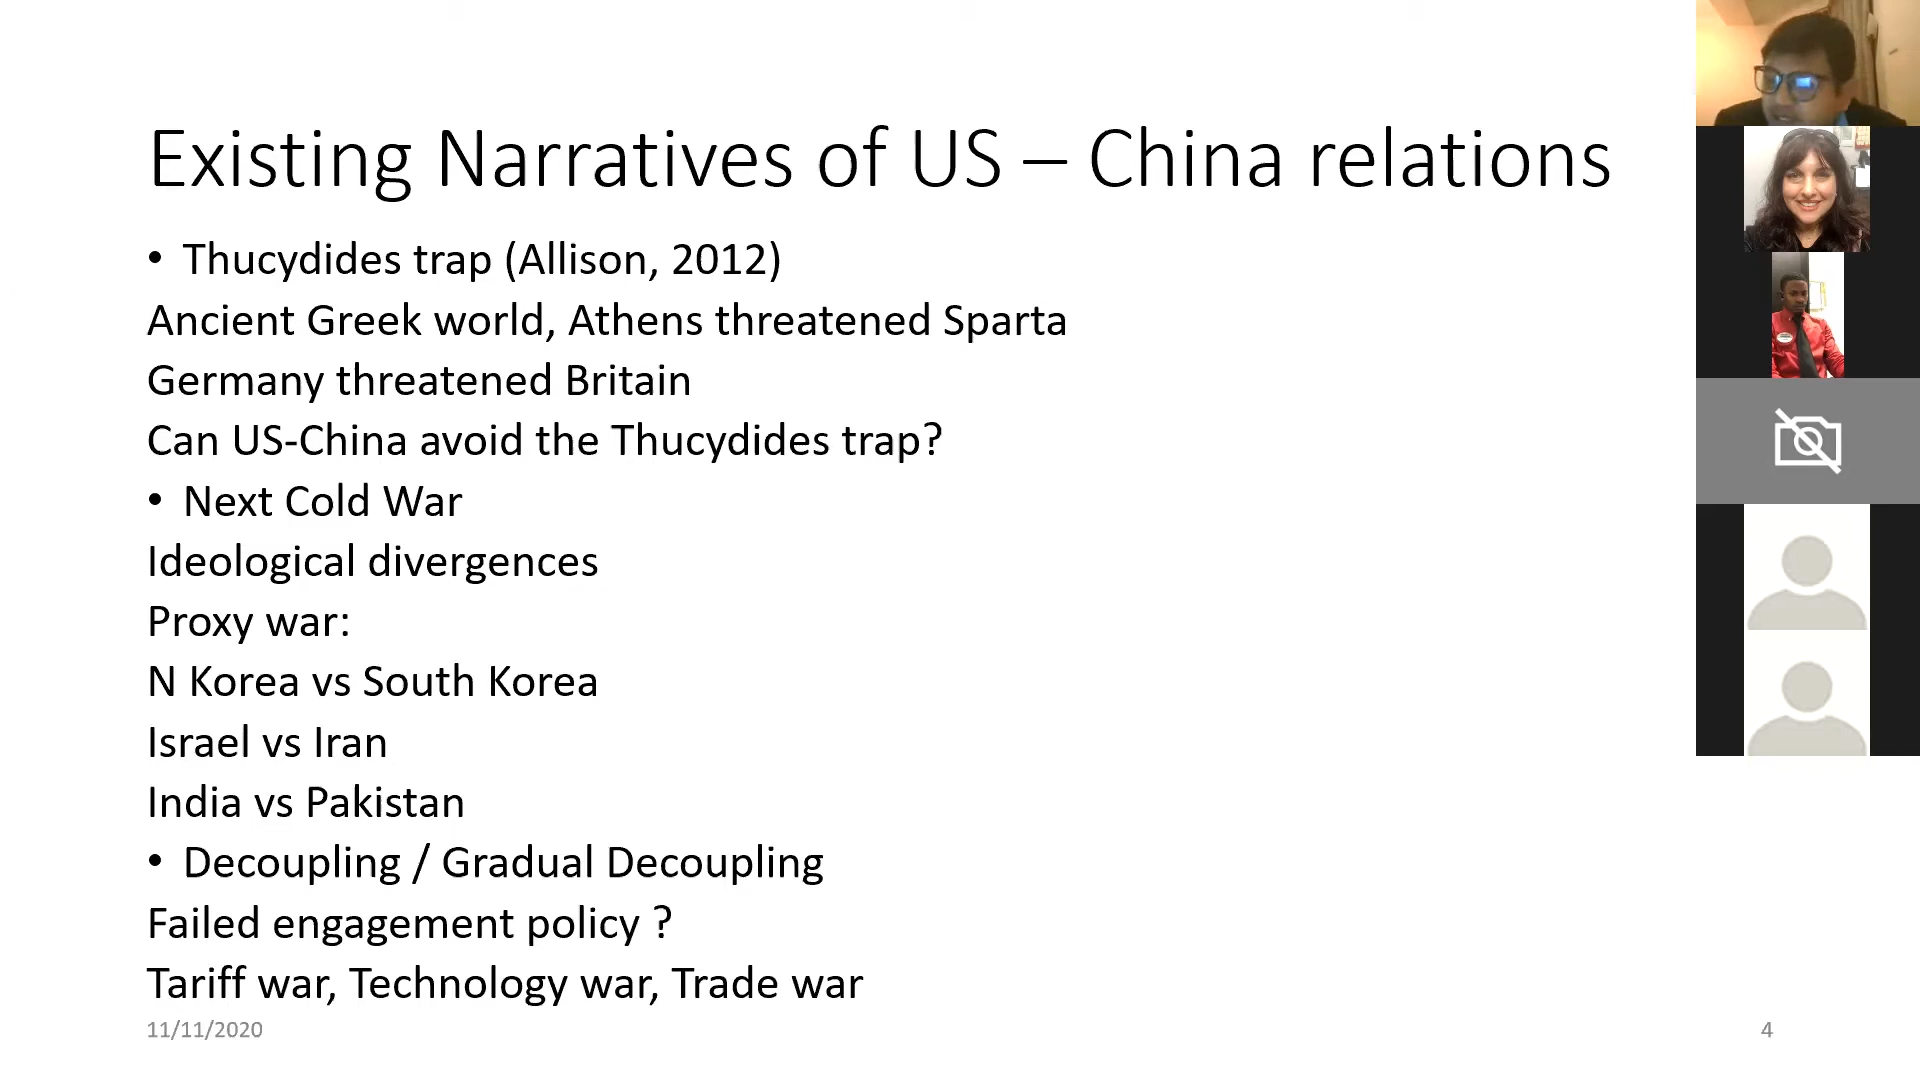 Existing Narratives of US – China relations
• Thucydides trap (Allison, 2012)
Ancient Greek world, Athens threatened Sparta
Germany threatened Britain
Can US-China avoid the Thucydides trap?
• Next Cold War
Ideological divergences
Proxy war:
N Korea vs South Korea
Israel vs Iran
India vs Pakistan
• Decoupling / Gradual Decoupling
Failed engagement policy ?
Tariff war, Technology war, Trade war
11/11/2020
4